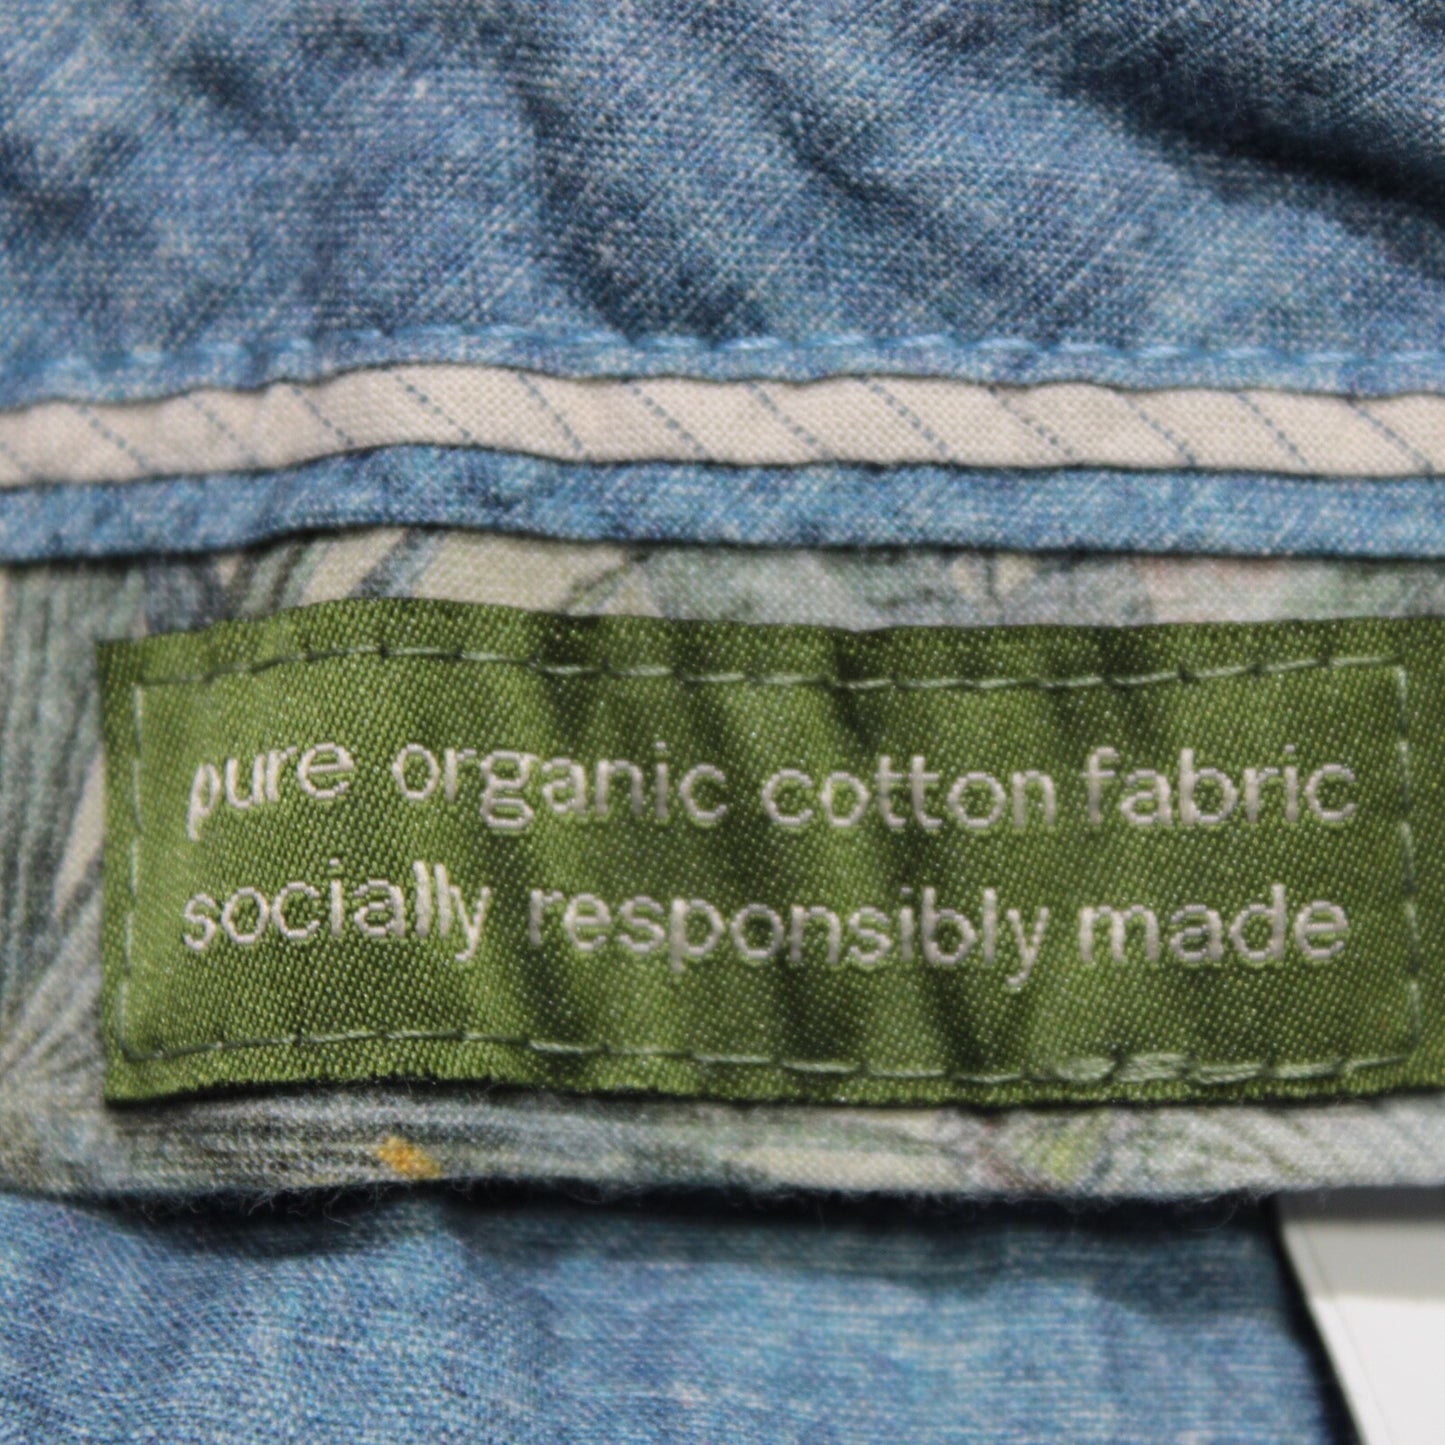 pure organic cotton fabric
socially responsibly made